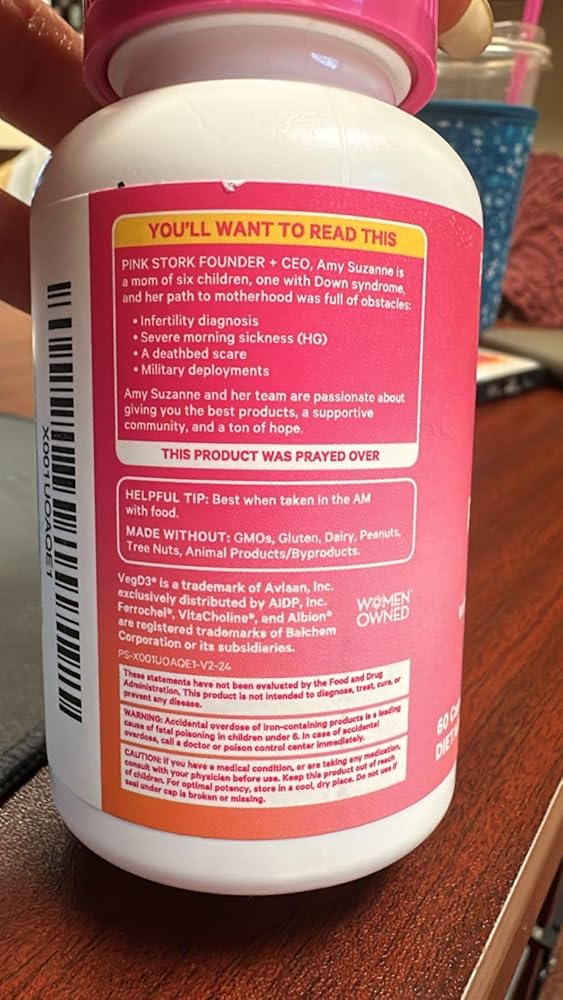 YOU'LL WANT TO READ THIS
PINK STORK FOUNDER + CEO, Amy Suzanne is
a mom of six children, one with Down syndrome,
and her path to motherhood was full of obstacles:
• Infertility diagnosis
• Severe morning sickness (HG)
• A deathbed scare
• Military deployments
Amy Suzanne and her team are passionate about
giving you the best products, a supportive
community, and a ton of hope.
THIS PRODUCT WAS PRAYED OVER
HELPFUL TIP: Best when taken in the AM
with food.
MADE WITHOUT: GMOs, Gluten, Dairy, Peanuts,
Tree Nuts, Animal Products/Byproducts.
VegD3® is a trademark of Avlaan, Inc.
exclusively distributed by AIDP, Inc.
Ferrochel®, VitaCholine®, and Albion®
are registered trademarks of Balchem
Corporation or its subsidiaries.
WOMEN
OWNED
PS-X001UOAQE1-V2-24
These statements have not been evaluated by the Food and Drug
Administration. This product is not intended to diagnose, treat, cure, or
prevent any disease.
WARNING: Accidental overdose of iron-containing products is a leading
cause of fatal poisoning in children under 6. In case of accidental
overdose, call a doctor or poison control center immediately.
CAUTION: If you have a medical condition, or are taking any medication,
consult with your physician before use. Keep this product out of reach
of children. For optimal potency, store in a cool, dry place. Do not use if
seal under cap is broken or missing.
X001UOAQE1
60 C
DIET